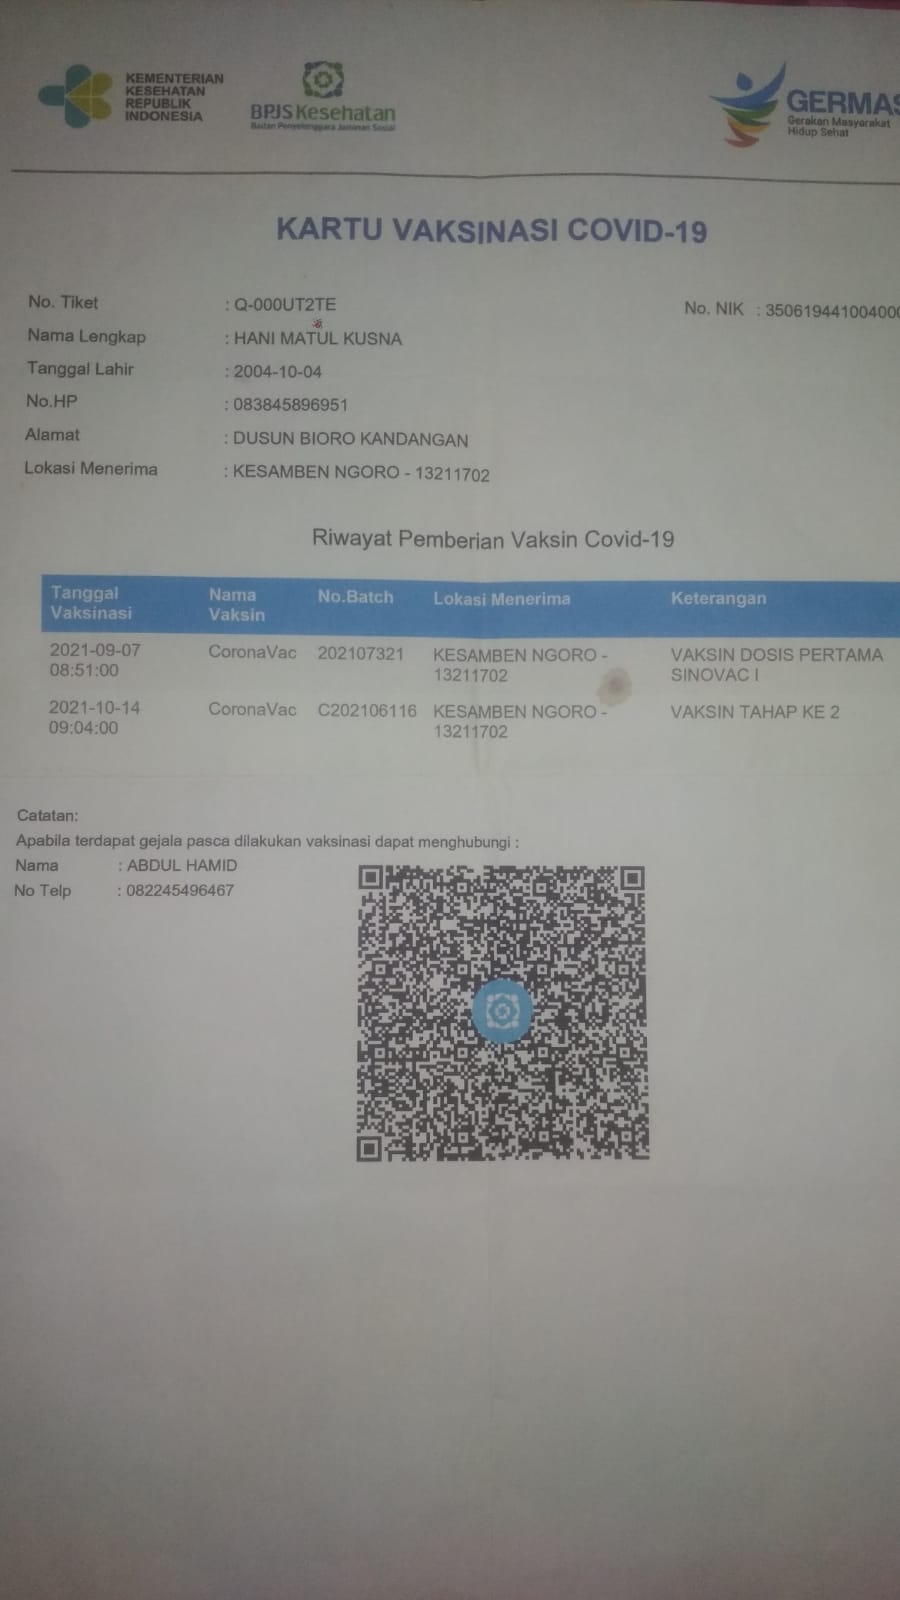 KEMENTERIAN
KESEHATAN
REPUBLIK
INDONESIA
BPJS Kesehatan
Badan Penyelenggara Jaminan Sosial
GERMAS
Gerakan Masyarakat
Hidup Sehat
KARTU VAKSINASI COVID-19
No. Tiket : Q-000UT2TE
No. NIK : 350619441004000
Nama Lengkap : HANI MATUL KUSNA
Tanggal Lahir : 2004-10-04
No.HP : 083845896951
Alamat : DUSUN BIORO KANDANGAN
Lokasi Menerima : KESAMBEN NGORO - 13211702
Riwayat Pemberian Vaksin Covid-19
Tanggal Vaksinasi Nama Vaksin No.Batch Lokasi Menerima Keterangan
2021-09-07 08:51:00 CoronaVac 202107321 KESAMBEN NGORO - 13211702 VAKSIN DOSIS PERTAMA SINOVAC I
2021-10-14 09:04:00 CoronaVac C202106116 KESAMBEN NGORO - 13211702 VAKSIN TAHAP KE 2
Catatan:
Apabila terdapat gejala pasca dilakukan vaksinasi dapat menghubungi :
Nama : ABDUL HAMID
No Telp : 082245496467